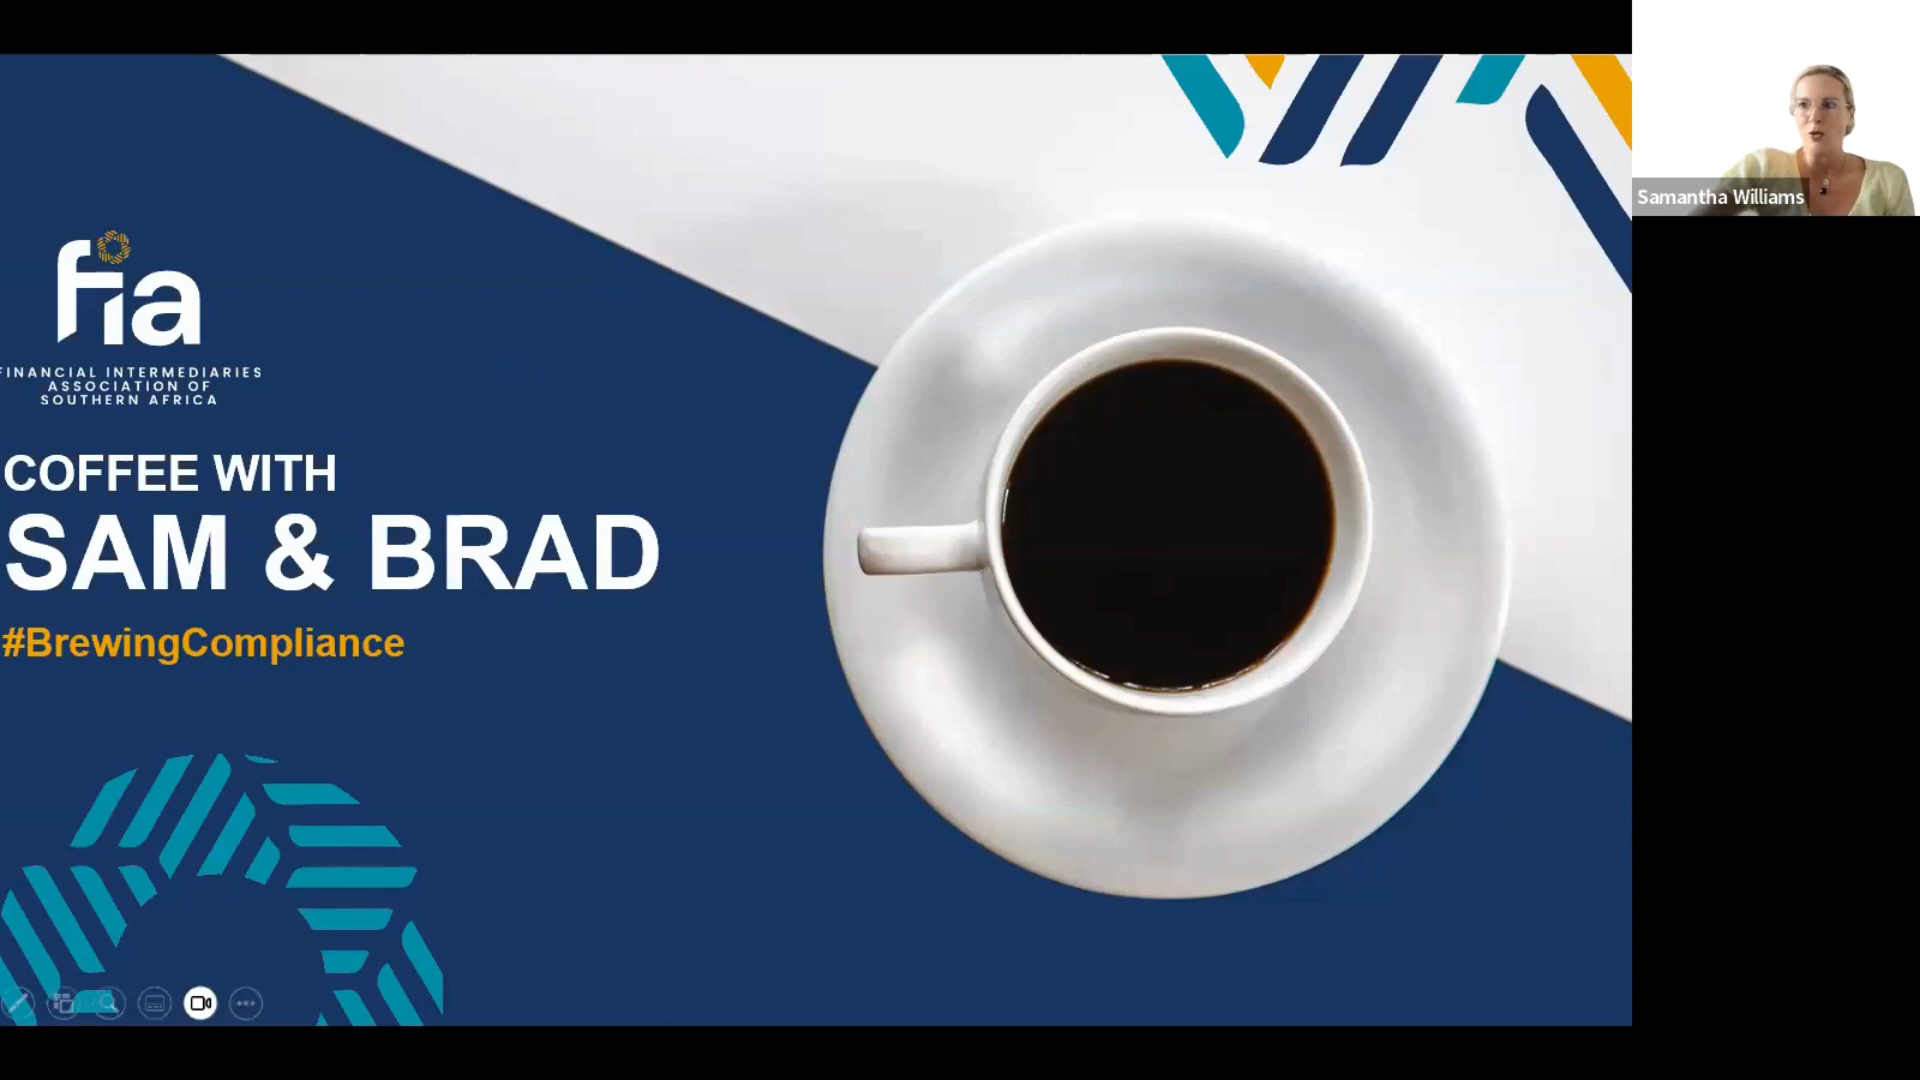 fia
FINANCIAL INTERMEDIARIES
ASSOCIATION OF
SOUTHERN AFRICA
COFFEE WITH
SAM & BRAD
#BrewingCompliance
Samantha Williams